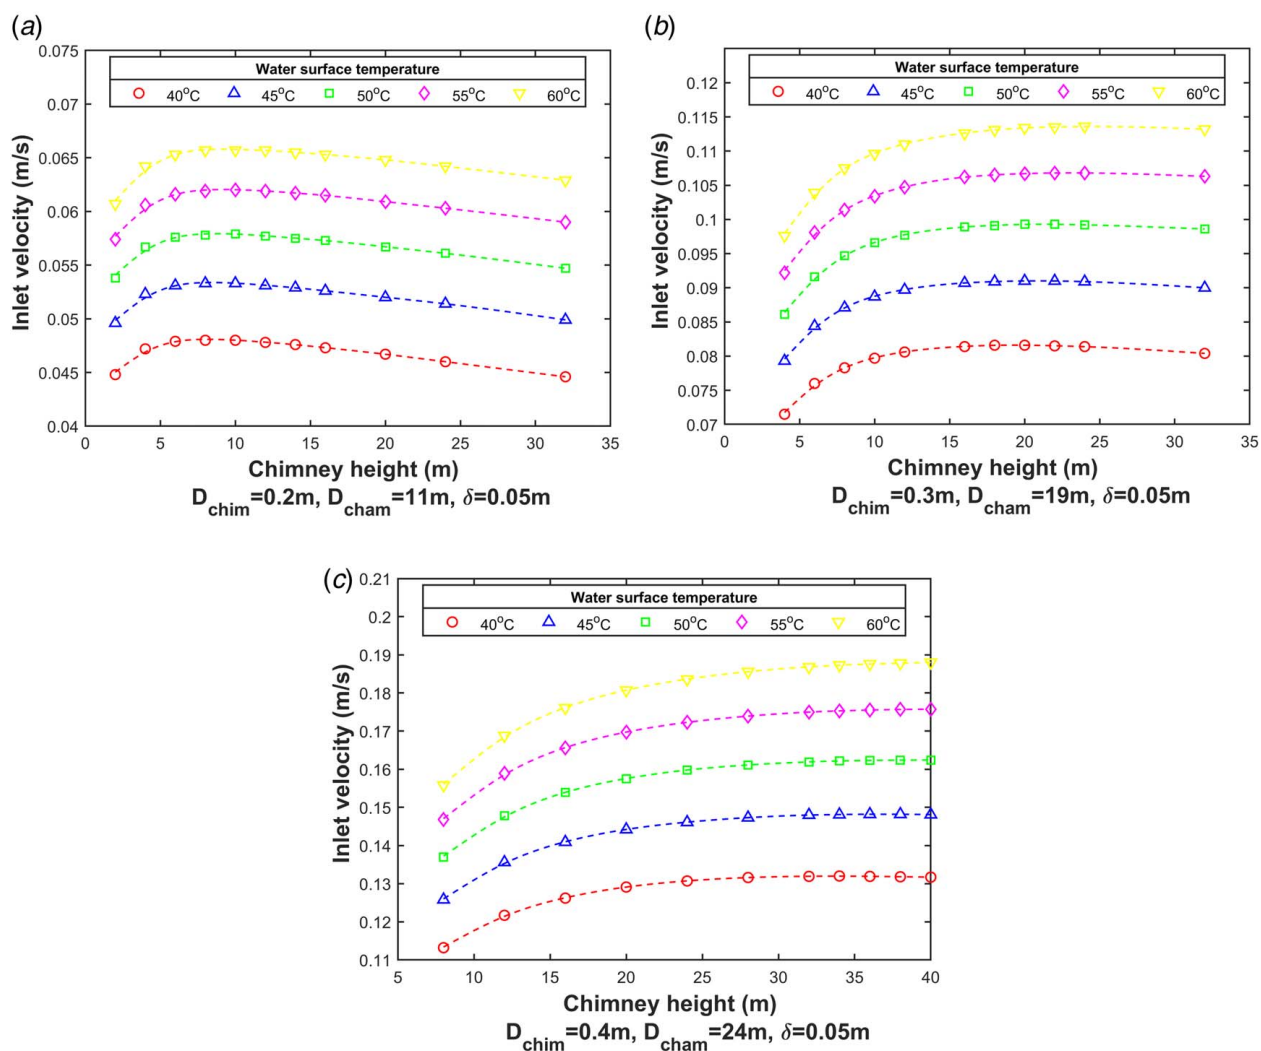 (a)
Water surface temperature
40°C 45°C 50°C 55°C 60°C
0.075
0.07
0.065
0.06
0.055
0.05
0.045
0.04
Inlet velocity (m/s)
0 5 10 15 20 25 30 35
Chimney height (m)
Dchim=0.2m, Dcham=11m, δ=0.05m
(b)
Water surface temperature
40°C 45°C 50°C 55°C 60°C
0.12
0.115
0.11
0.105
0.1
0.095
0.09
0.085
0.08
0.075
0.07
Inlet velocity (m/s)
0 5 10 15 20 25 30 35
Chimney height (m)
Dchim=0.3m, Dcham=19m, δ=0.05m
(c)
Water surface temperature
40°C 45°C 50°C 55°C 60°C
0.21
0.2
0.19
0.18
0.17
0.16
0.15
0.14
0.13
0.12
0.11
Inlet velocity (m/s)
5 10 15 20 25 30 35 40
Chimney height (m)
Dchim=0.4m, Dcham=24m, δ=0.05m